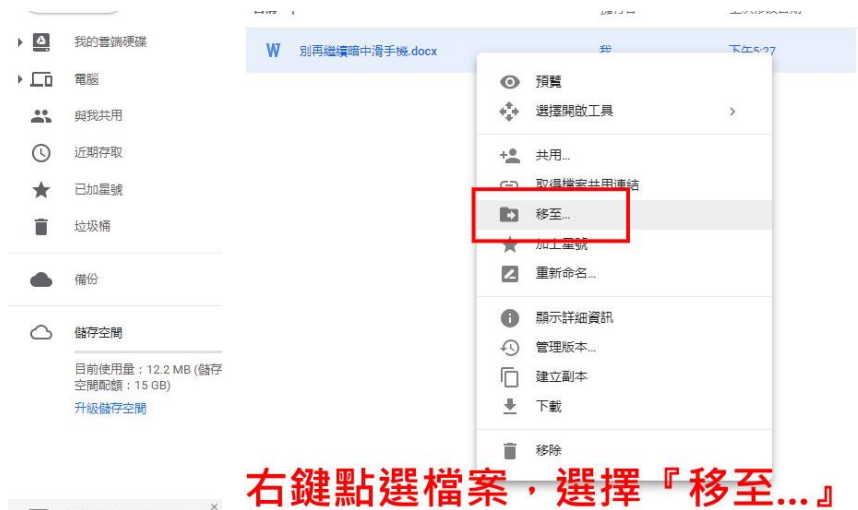 我的雲端硬碟
電腦
與我共用
近期存取
已加星號
垃圾桶
備份
儲存空間
目前使用量：12.2 MB (儲存
空間配額：15 GB)
升級儲存空間
W 別再繼續暗中滑手機.docx 我 下午5:27
預覽
選擇開啟工具
共用...
取得檔案共用連結
移至...
加上星號
重新命名...
顯示詳細資訊
管理版本...
建立副本
下載
移除
右鍵點選檔案，選擇『移至...』